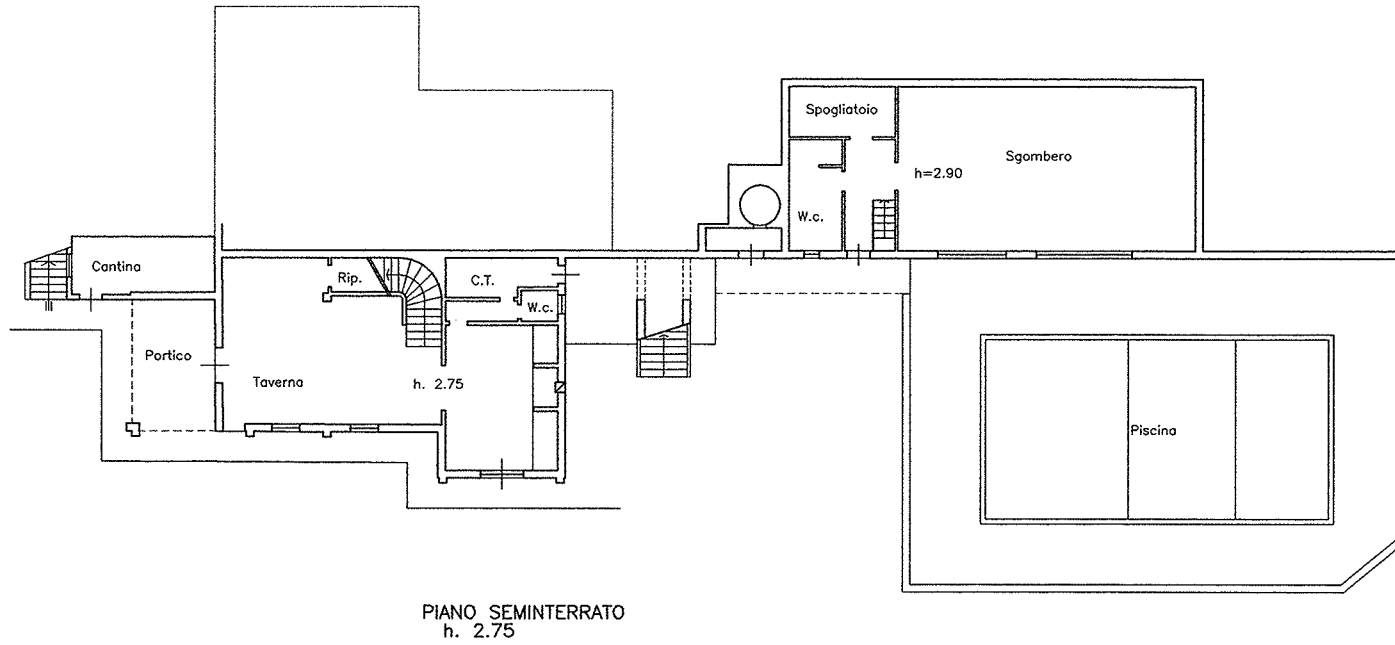 Spogliatoio
Sgombero
h=2.90
W.c.
Cantina
Rip.
C.T.
W.c.
Portico
Taverna
h. 2.75
Piscina
PIANO SEMINTERRATO
h. 2.75